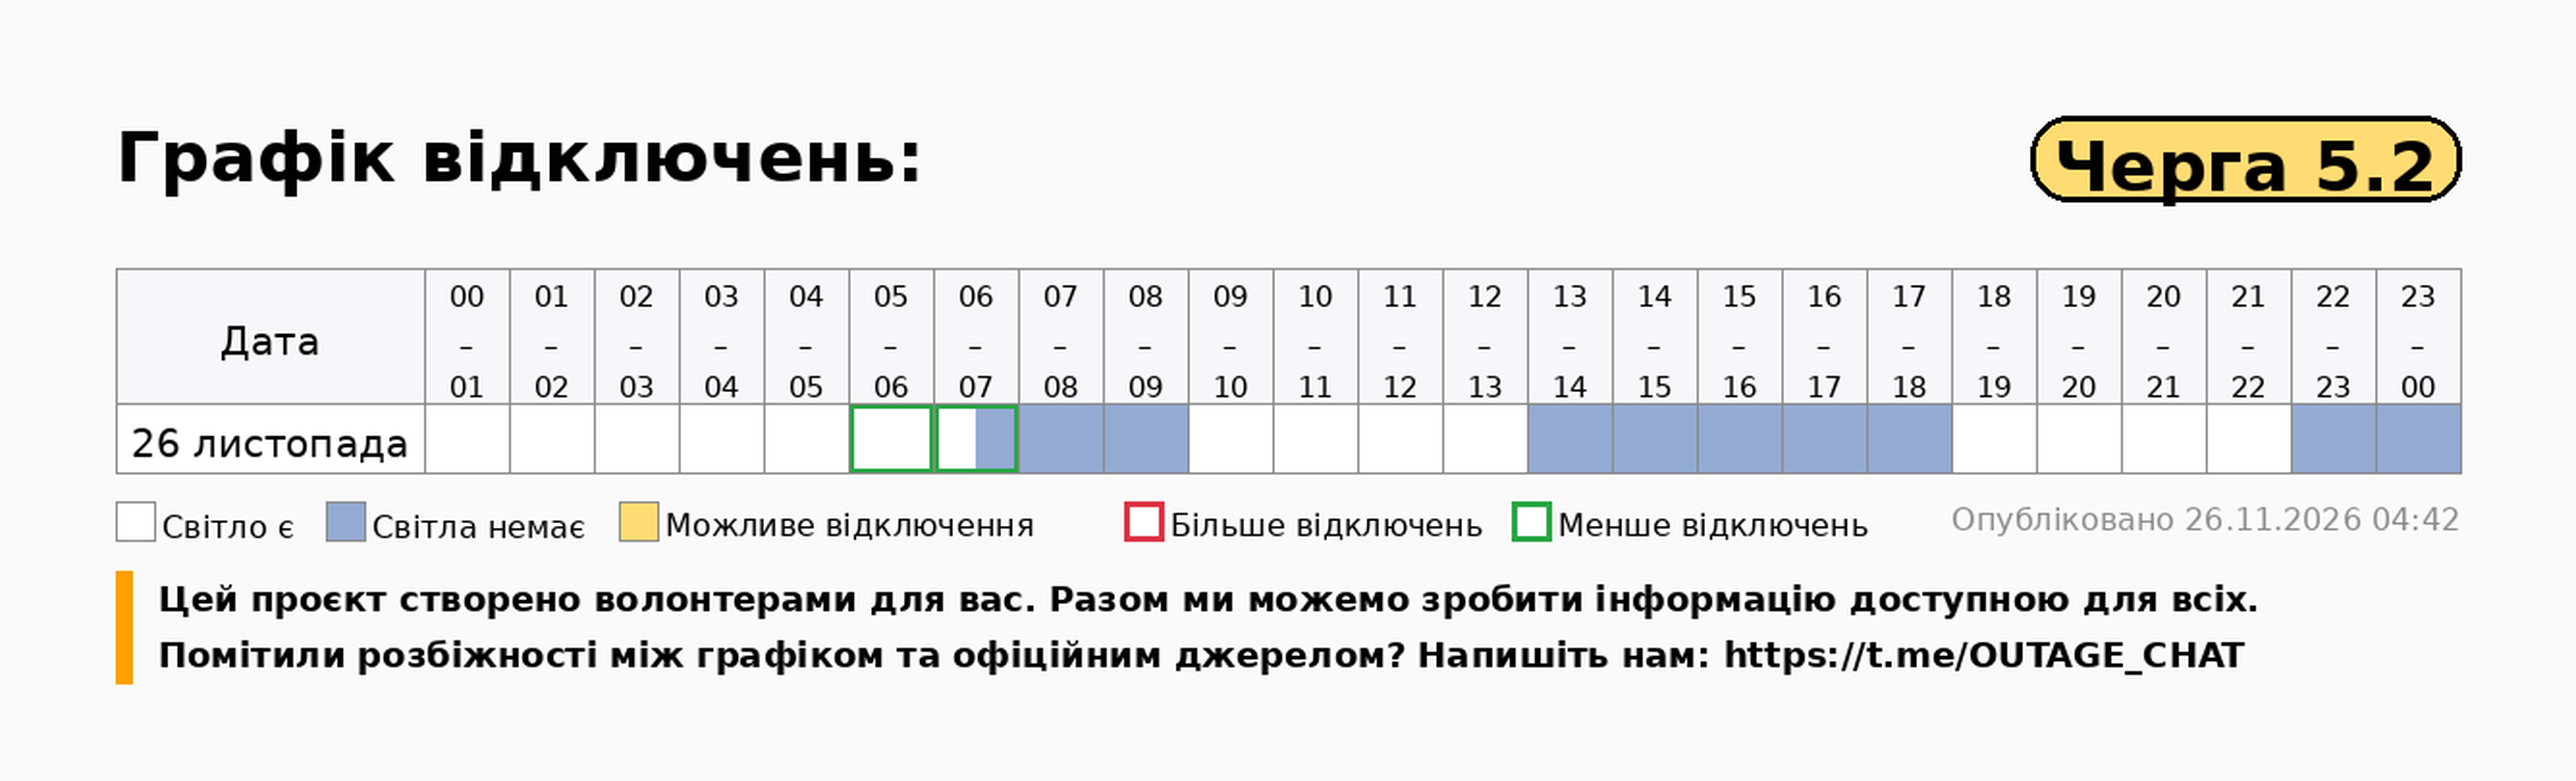 Графік відключень:
Черга 5.2
Дата 00 – 01 01 – 02 02 – 03 03 – 04 04 – 05 05 – 06 06 – 07 07 – 08 08 – 09 09 – 10 10 – 11 11 – 12 12 – 13 13 – 14 14 – 15 15 – 16 16 – 17 17 – 18 18 – 19 19 – 20 20 – 21 21 – 22 22 – 23 23 – 00
26 листопада
Світло є Світла немає Можливе відключення Більше відключень Менше відключень Опубліковано 26.11.2026 04:42
Цей проєкт створено волонтерами для вас. Разом ми можемо зробити інформацію доступною для всіх.
Помітили розбіжності між графіком та офіційним джерелом? Напишіть нам: https://t.me/OUTAGE_CHAT